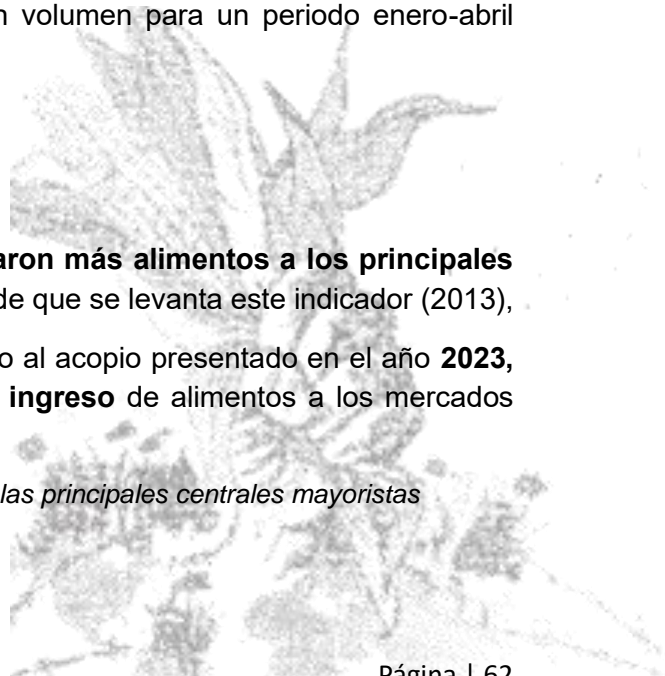 n volumen para un periodo enero-abril
aron más alimentos a los principales
de que se levanta este indicador (2013),
o al acopio presentado en el año 2023,
ingreso de alimentos a los mercados
las principales centrales mayoristas
Página | 62